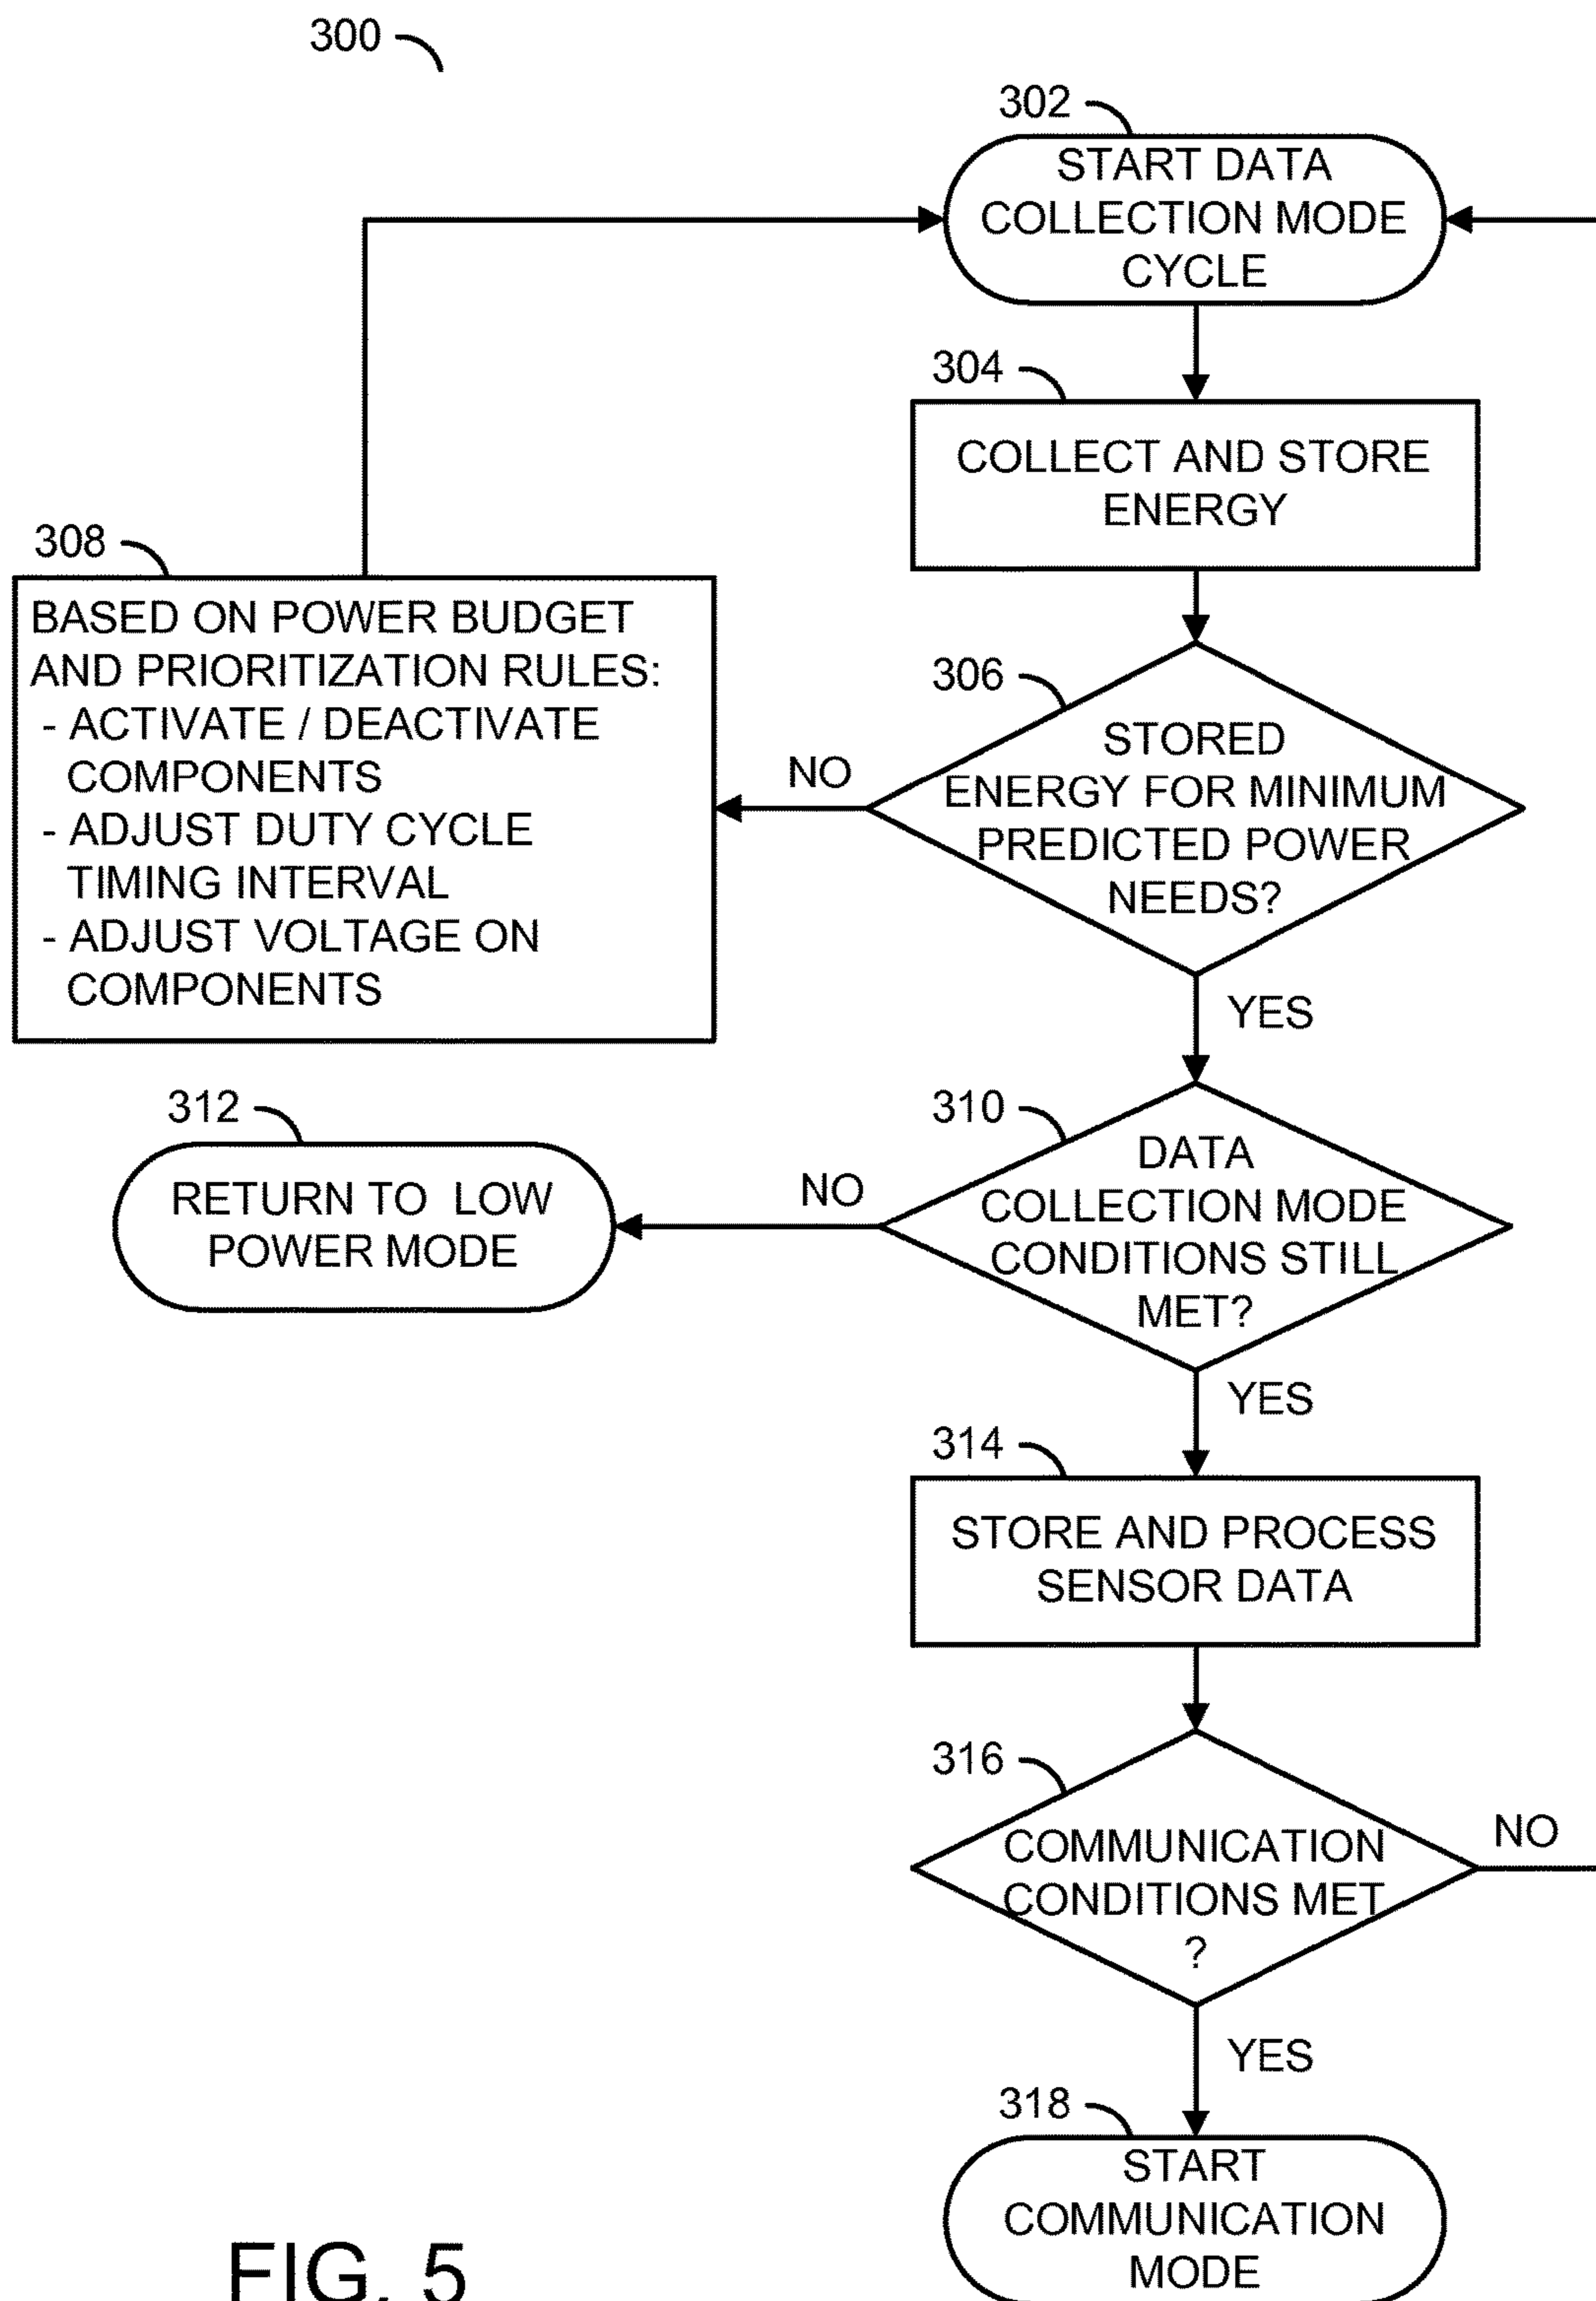 300
302
START DATA
COLLECTION MODE
CYCLE
304
COLLECT AND STORE
ENERGY
308
BASED ON POWER BUDGET
AND PRIORITIZATION RULES:
- ACTIVATE / DEACTIVATE
COMPONENTS
- ADJUST DUTY CYCLE
TIMING INTERVAL
- ADJUST VOLTAGE ON
COMPONENTS
306
STORED
ENERGY FOR MINIMUM
PREDICTED POWER
NEEDS?
NO
YES
312
RETURN TO LOW
POWER MODE
310
DATA
COLLECTION MODE
CONDITIONS STILL
MET?
NO
YES
314
STORE AND PROCESS
SENSOR DATA
316
COMMUNICATION
CONDITIONS MET
?
NO
YES
318
START
COMMUNICATION
MODE
FIG. 5